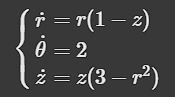 ṙ = r(1 − z)
θ̇ = 2
ż = z(3 − r²)